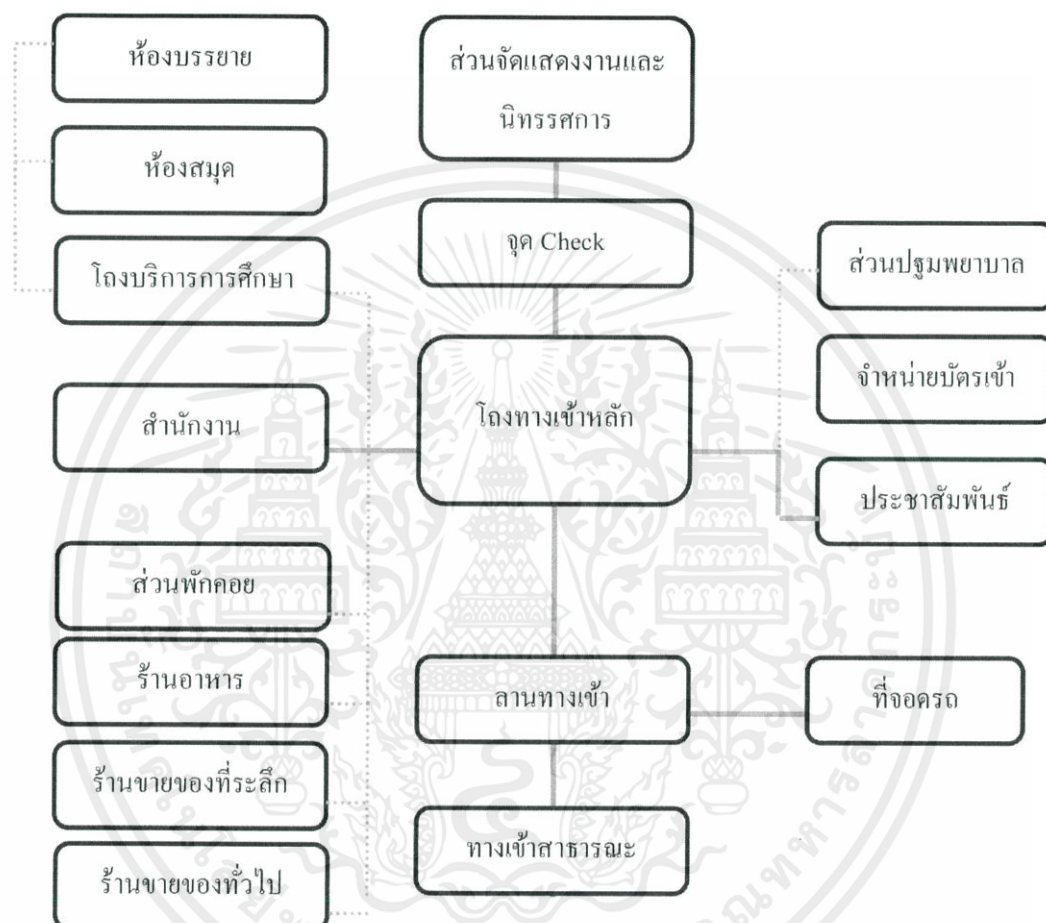 ห้องบรรยาย
ส่วนจัดแสดงงานและ
นิทรรศการ
ห้องสมุด
จุด Check
โถงบริการการศึกษา
ส่วนปฐมพยาบาล
จำหน่ายบัตรเข้า
สำนักงาน
โถงทางเข้าหลัก
ประชาสัมพันธ์
ส่วนพักคอย
ร้านอาหาร
ลานทางเข้า
ที่จอดรถ
ร้านขายของที่ระลึก
ทางเข้าสาธารณะ
ร้านขายของทั่วไป